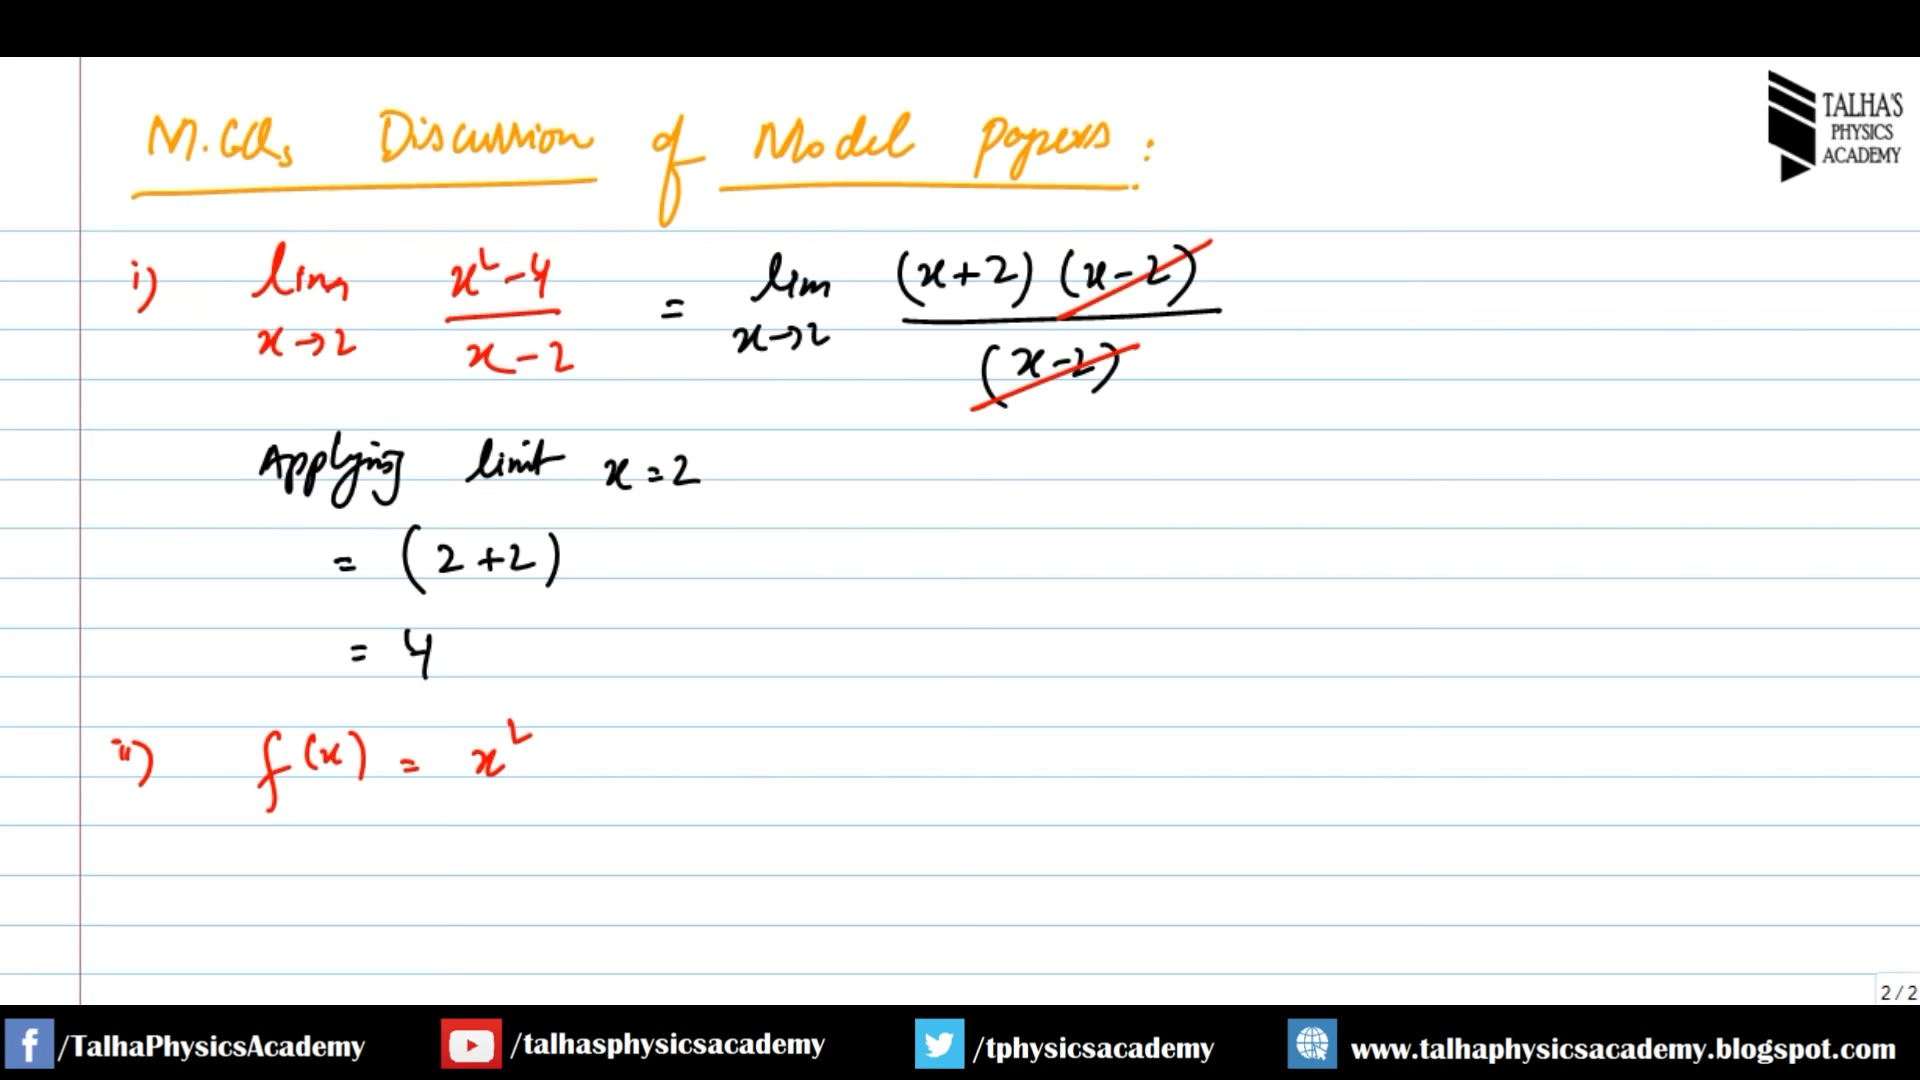 M.CQs Discussion of Model Papers :
TALHA'S
PHYSICS
ACADEMY
i) lim x→2 x²-4 / x-2 = lim x→2 (x+2) (x-2) / (x-2)
Applying limit x=2
= (2+2)
= 4
ii) f(x) = x²
2/2
/TalhaPhysicsAcademy /talhasphysicsacademy /tphysicsacademy www.talhaphysicsacademy.blogspot.com